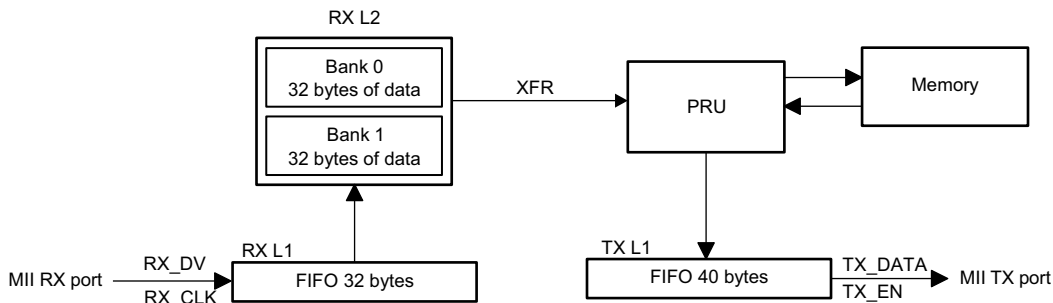 RX L2
Bank 0
32 bytes of data
Bank 1
32 bytes of data
XFR
PRU
Memory
MII RX port
RX_DV
RX_CLK
RX L1
FIFO 32 bytes
TX L1
FIFO 40 bytes
TX_DATA
TX_EN
MII TX port